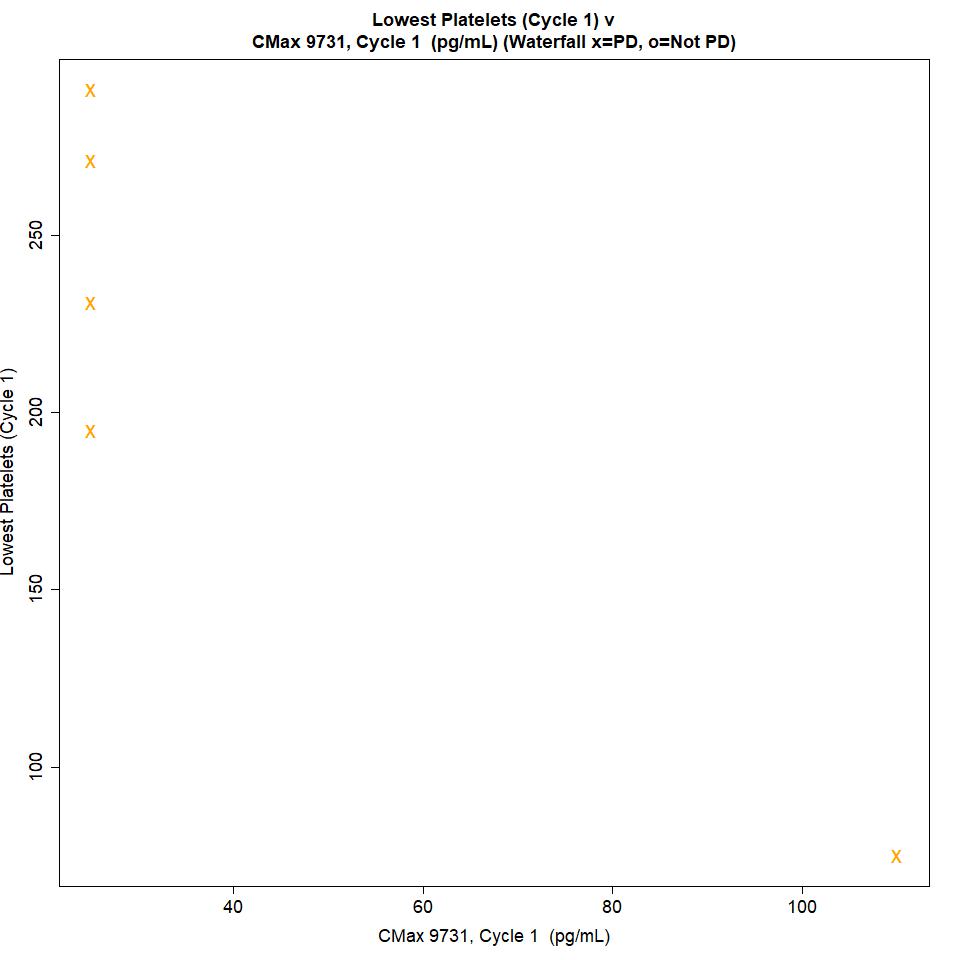 Lowest Platelets (Cycle 1) v
CMax 9731, Cycle 1  (pg/mL) (Waterfall x=PD, o=Not PD)
X
X
250
X
Lowest Platelets (Cycle 1)
200
X
150
100
X
40 60 80 100
CMax 9731, Cycle 1  (pg/mL)